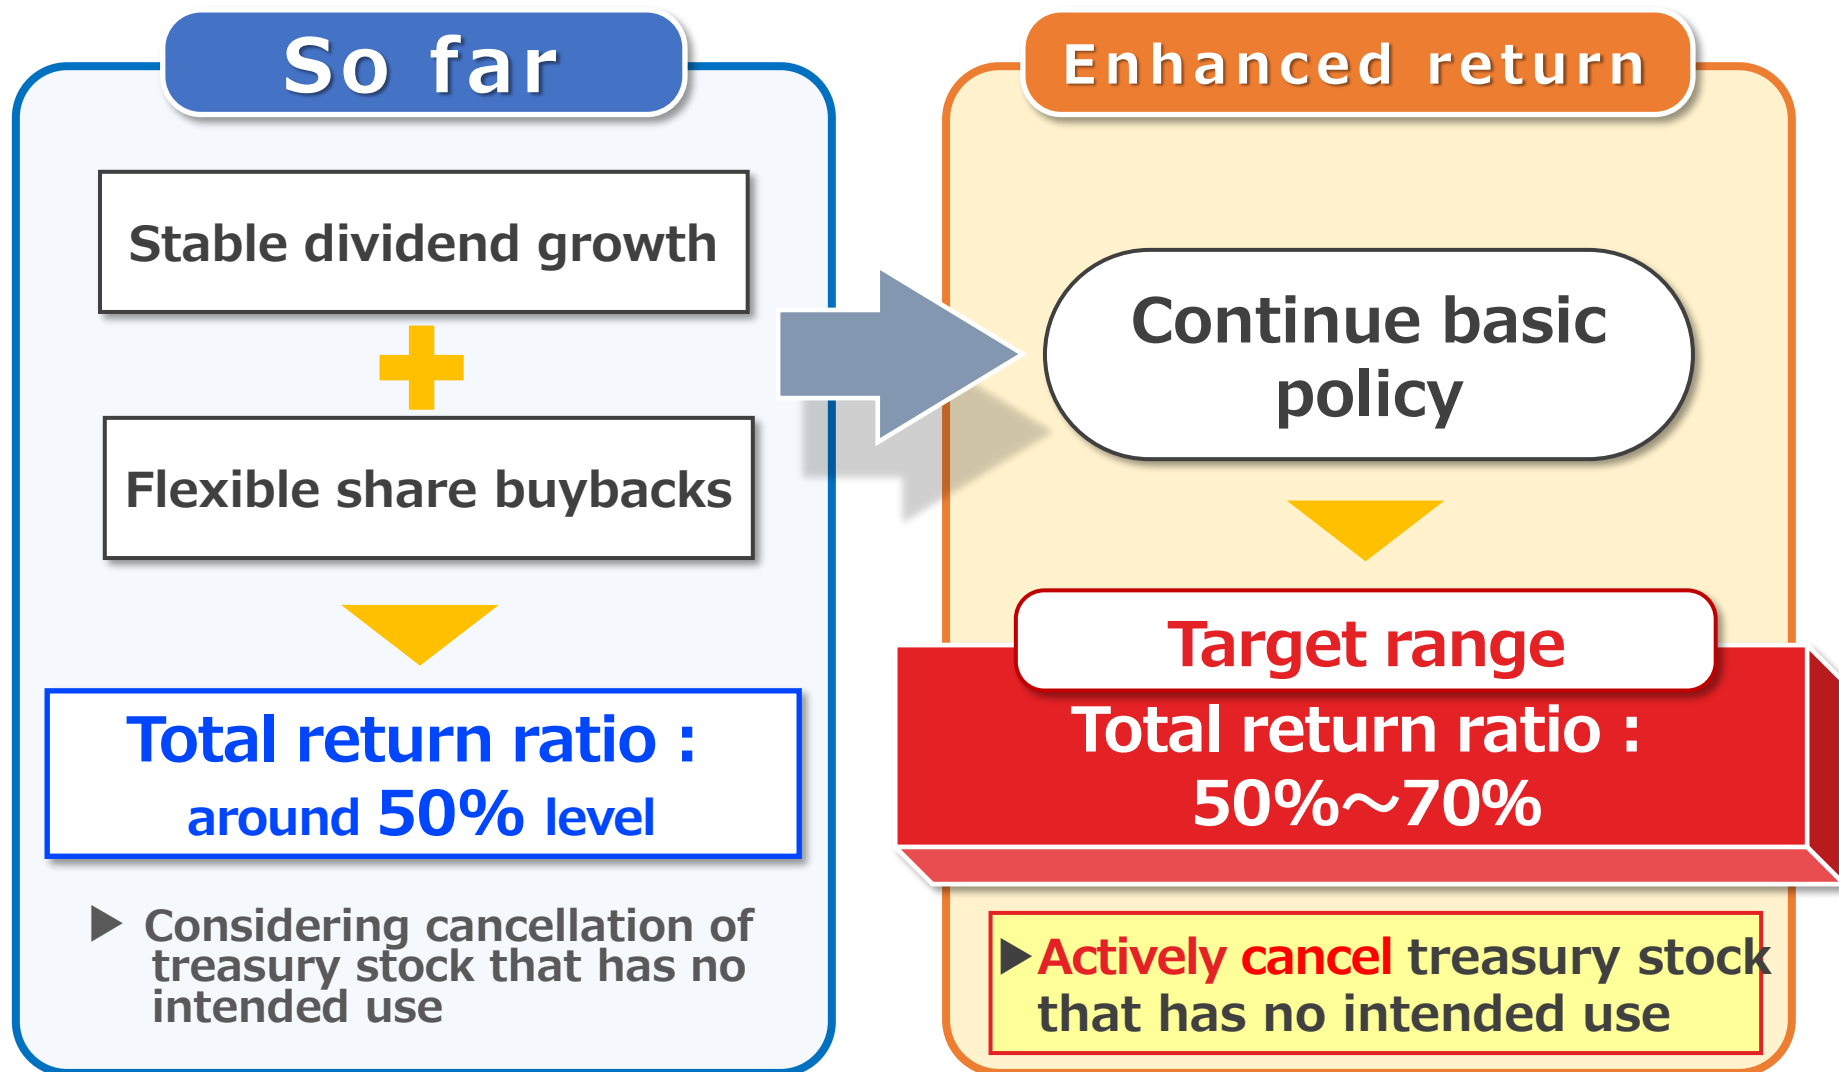 So far
Stable dividend growth
Flexible share buybacks
Total return ratio :
around 50% level
▶ Considering cancellation of
treasury stock that has no
intended use
Enhanced return
Continue basic
policy
Target range
Total return ratio :
50%～70%
▶Actively cancel treasury stock
that has no intended use